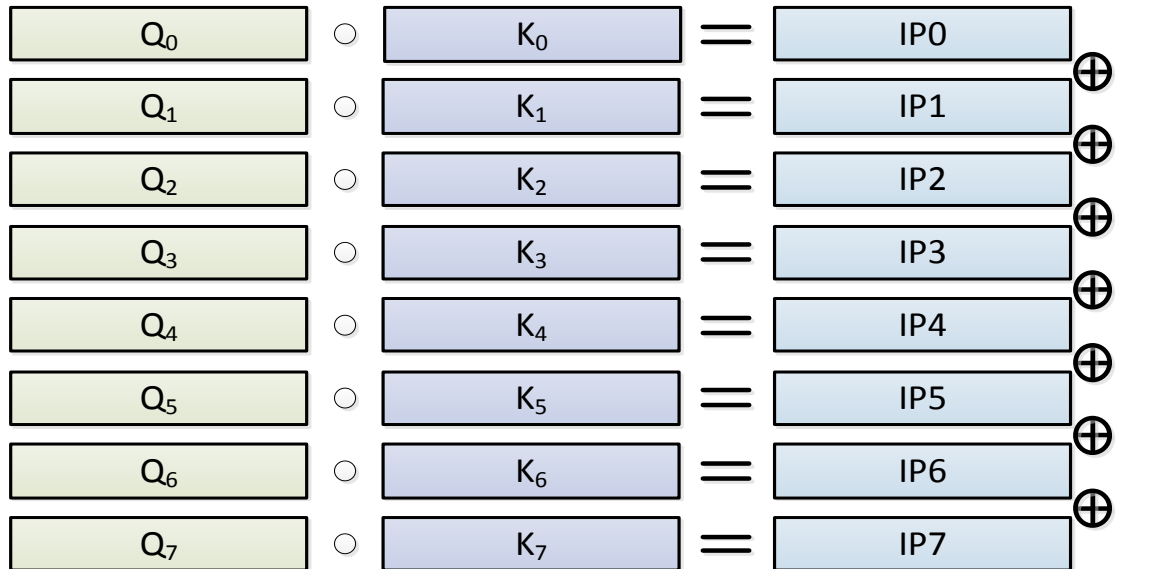 Q₀ ○ K₀ = IP0
⊕
Q₁ ○ K₁ = IP1
⊕
Q₂ ○ K₂ = IP2
⊕
Q₃ ○ K₃ = IP3
⊕
Q₄ ○ K₄ = IP4
⊕
Q₅ ○ K₅ = IP5
⊕
Q₆ ○ K₆ = IP6
⊕
Q₇ ○ K₇ = IP7